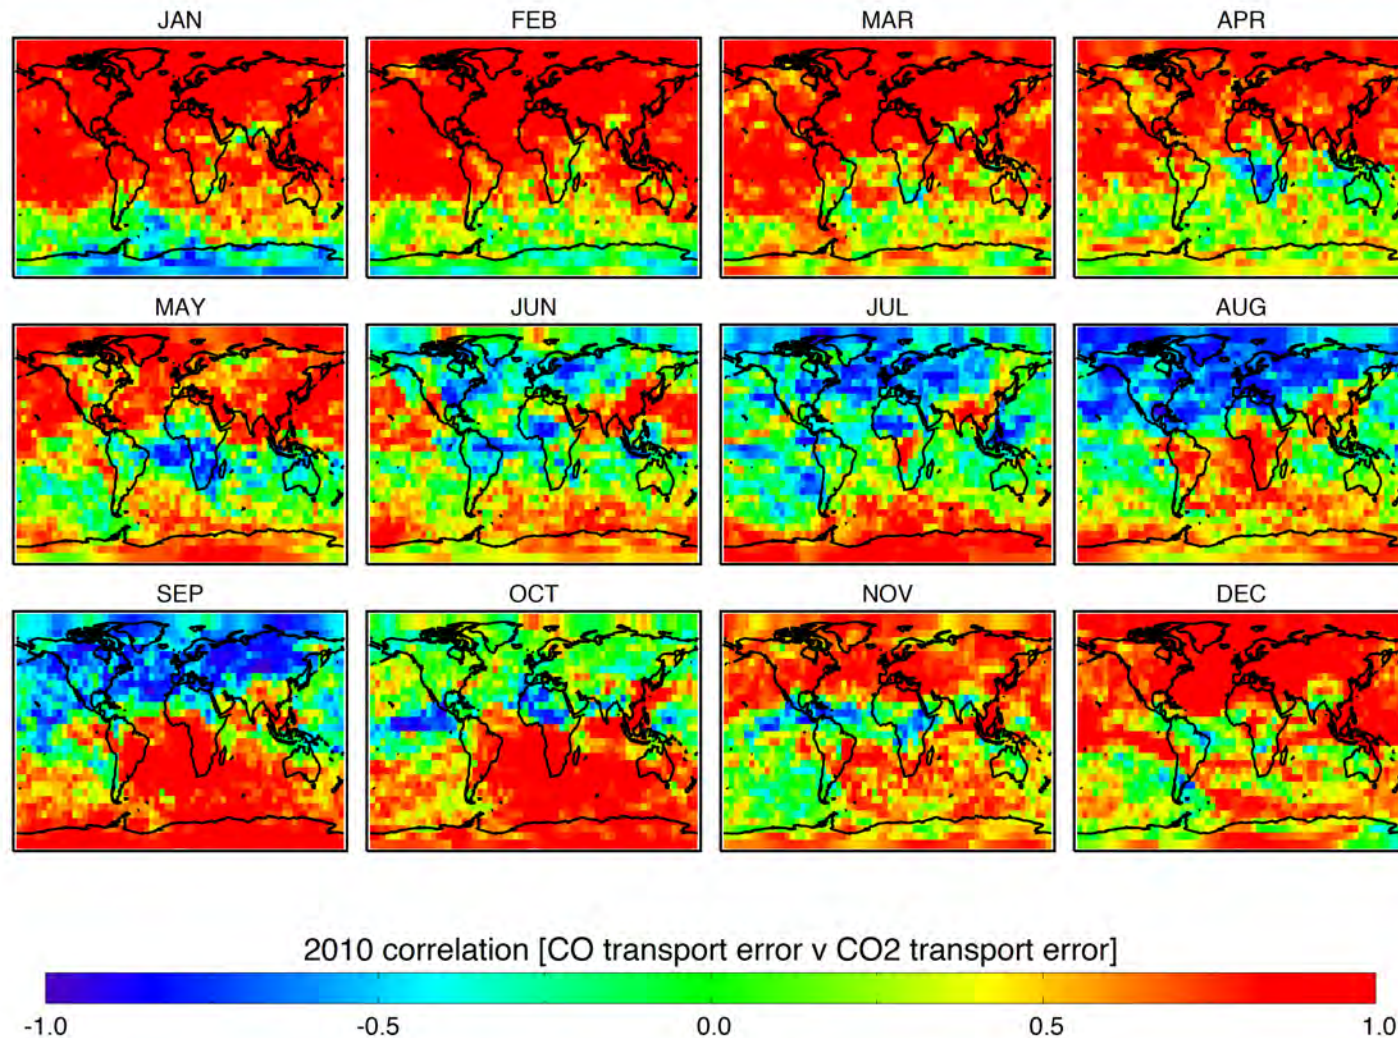 JAN FEB MAR APR
MAY JUN JUL AUG
SEP OCT NOV DEC
2010 correlation [CO transport error v CO2 transport error]
-1.0 -0.5 0.0 0.5 1.0